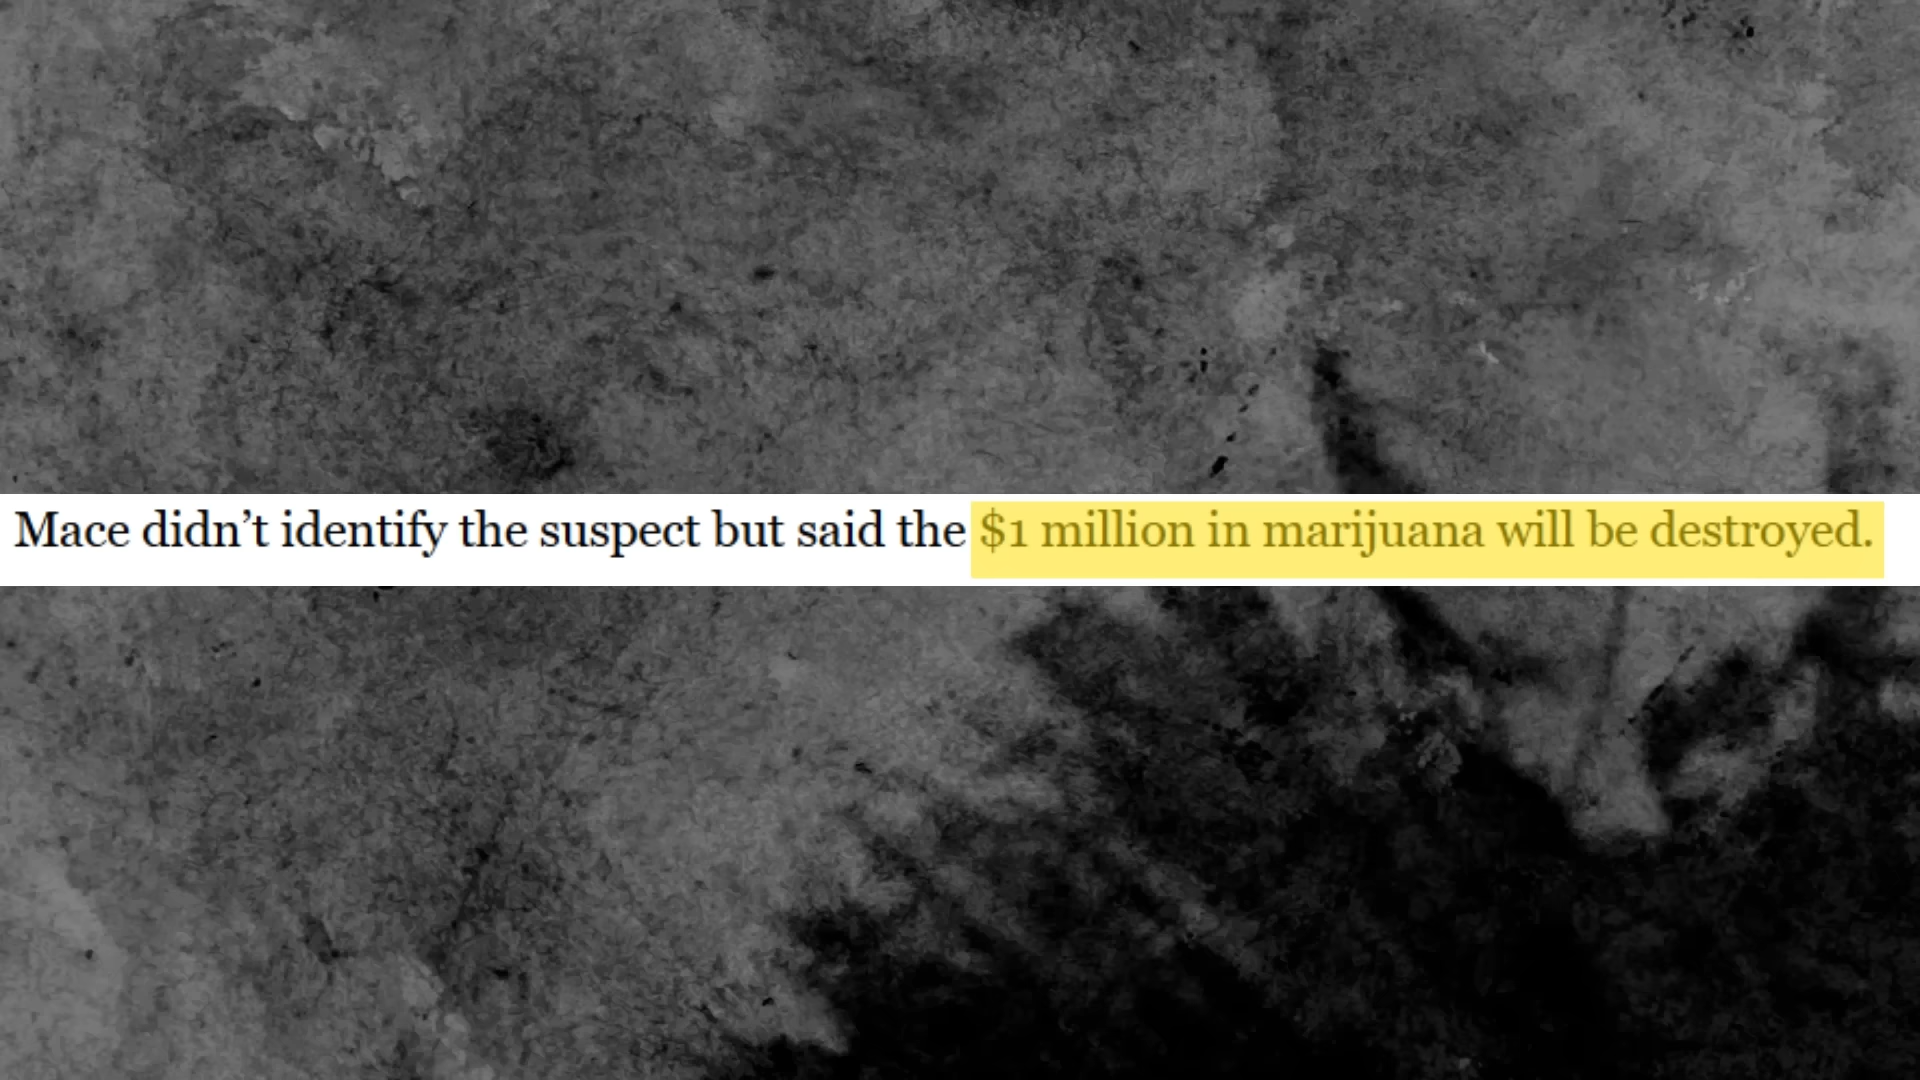 Mace didn’t identify the suspect but said the $1 million in marijuana will be destroyed.